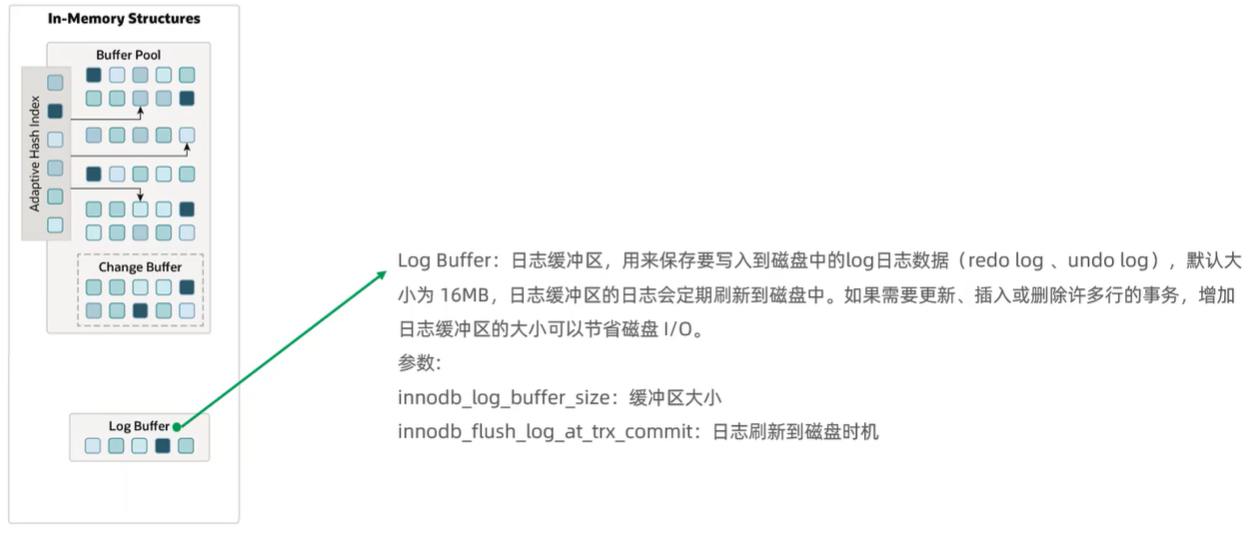 In-Memory Structures
Buffer Pool
Adaptive Hash Index
Change Buffer
Log Buffer
Log Buffer：日志缓冲区，用来保存要写入到磁盘中的log日志数据（redo log 、undo log），默认大
小为 16MB，日志缓冲区的日志会定期刷新到磁盘中。如果需要更新、插入或删除许多行的事务，增加
日志缓冲区的大小可以节省磁盘 I/O。
参数：
innodb_log_buffer_size：缓冲区大小
innodb_flush_log_at_trx_commit：日志刷新到磁盘时机